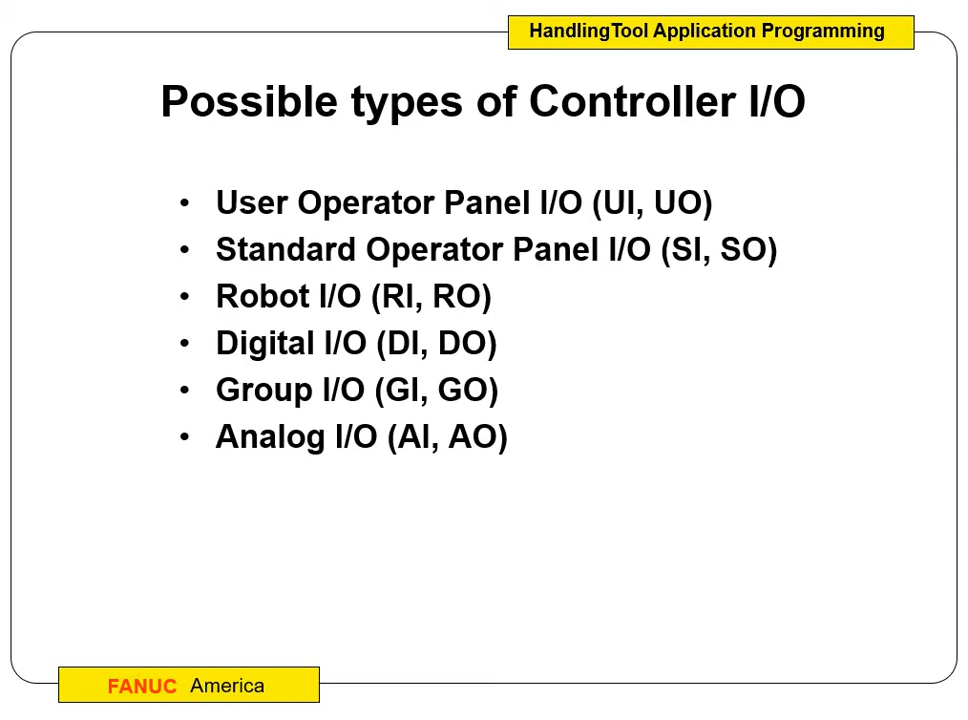 HandlingTool Application Programming
Possible types of Controller I/O
• User Operator Panel I/O (UI, UO)
• Standard Operator Panel I/O (SI, SO)
• Robot I/O (RI, RO)
• Digital I/O (DI, DO)
• Group I/O (GI, GO)
• Analog I/O (AI, AO)
FANUC America